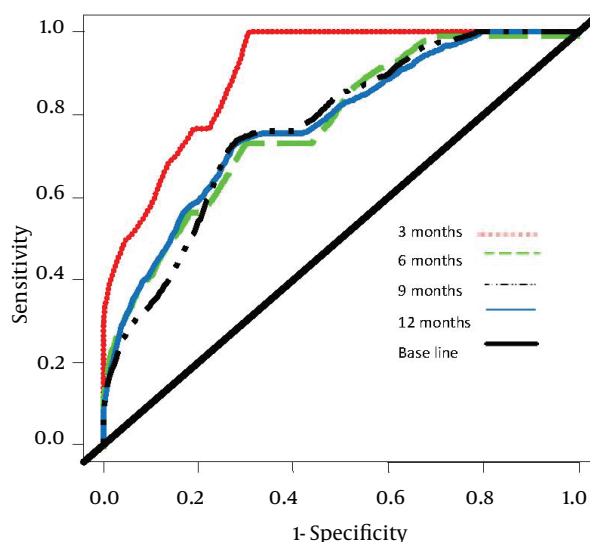 1.0
0.8
0.6
0.4
0.2
0.0
Sensitivity
3 months
6 months
9 months
12 months
Base line
0.0 0.2 0.4 0.6 0.8 1.0
1- Specificity